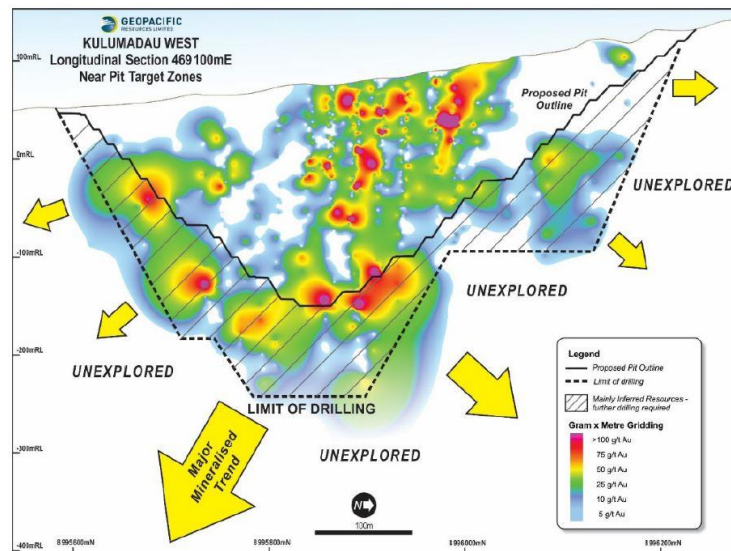 GEOPACIFIC
RESOURCES LIMITED
KULUMADAU WEST
Longitudinal Section 469100mE
Near Pit Target Zones
100mRL
0mRL
-100mRL
-200mRL
-300mRL
-400mRL
Proposed Pit
Outline
UNEXPLORED
UNEXPLORED
UNEXPLORED
UNEXPLORED
LIMIT OF DRILLING
Major
Mineralised
Trend
N
100m
Legend
Proposed Pit Outline
Limit of drilling
Mainly Inferred Resources -
further drilling required
Gram x Metre Gridding
>100 g/t Au
75 g/t Au
50 g/t Au
25 g/t Au
10 g/t Au
5 g/t Au
8995600mN
8995800mN
8996000mN
8996200mN